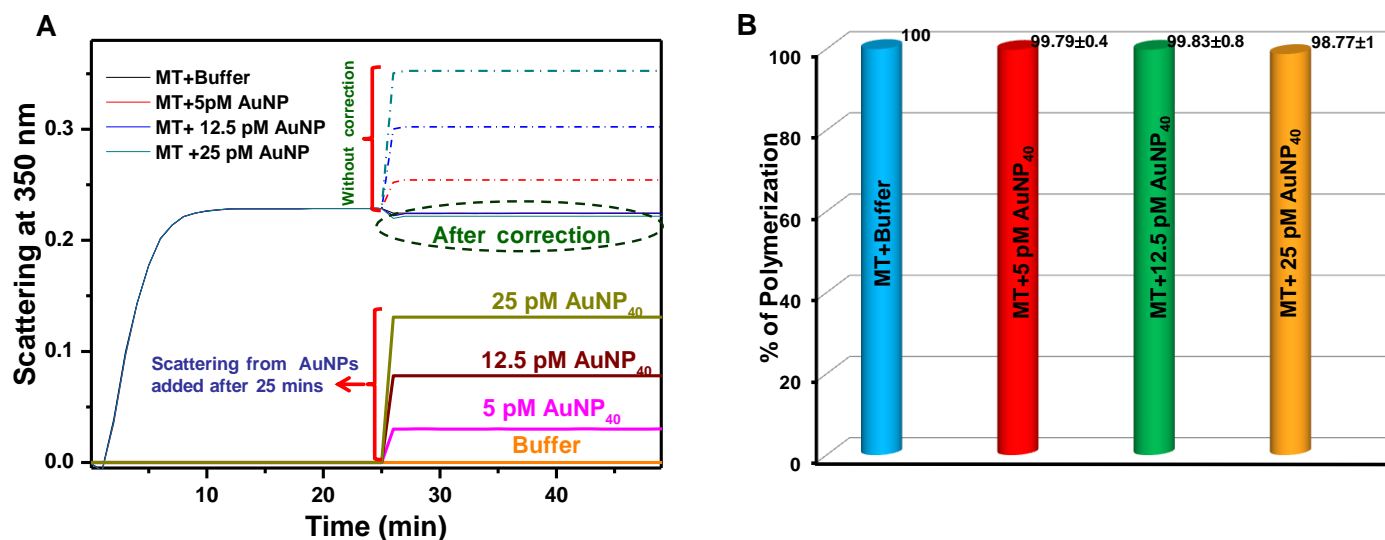 A
Scattering at 350 nm
0.3
0.2
0.1
0.0
MT+Buffer
MT+5pM AuNP
MT+ 12.5 pM AuNP
MT +25 pM AuNP
Without correction
After correction
25 pM AuNP40
Scattering from AuNPs
added after 25 mins
12.5 pM AuNP40
5 pM AuNP40
Buffer
10
20
30
40
Time (min)
B
% of Polymerization
100
80
60
40
20
0
100
99.79±0.4
99.83±0.8
98.77±1
MT+Buffer
MT+5 pM AuNP40
MT+12.5 pM AuNP40
MT+ 25 pM AuNP40